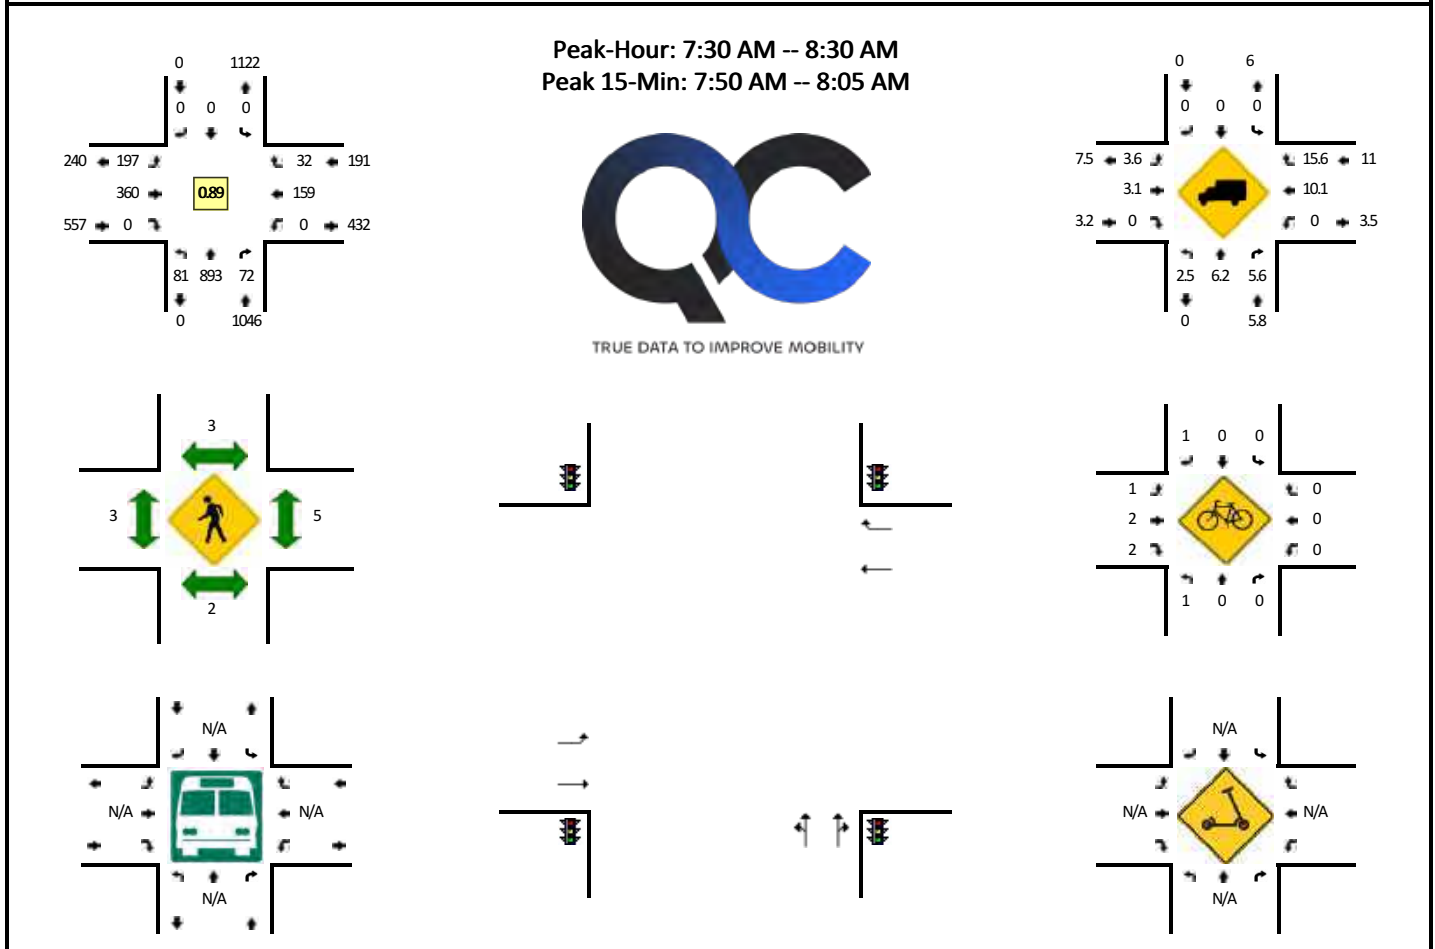 Peak-Hour: 7:30 AM -- 8:30 AM
Peak 15-Min: 7:50 AM -- 8:05 AM
0 1122
0 0 0
240 197 32 191
360 0.89 159
557 0 0 432
81 893 72
0 1046
QC
TRUE DATA TO IMPROVE MOBILITY
0 6
0 0 0
7.5 3.6 15.6 11
3.1 10.1
3.2 0 0 3.5
2.5 6.2 5.6
0 5.8
3
3 5
2
1 0 0
1 0
2 0
2 0
1 0 0
N/A
N/A N/A
N/A
N/A
N/A N/A
N/A